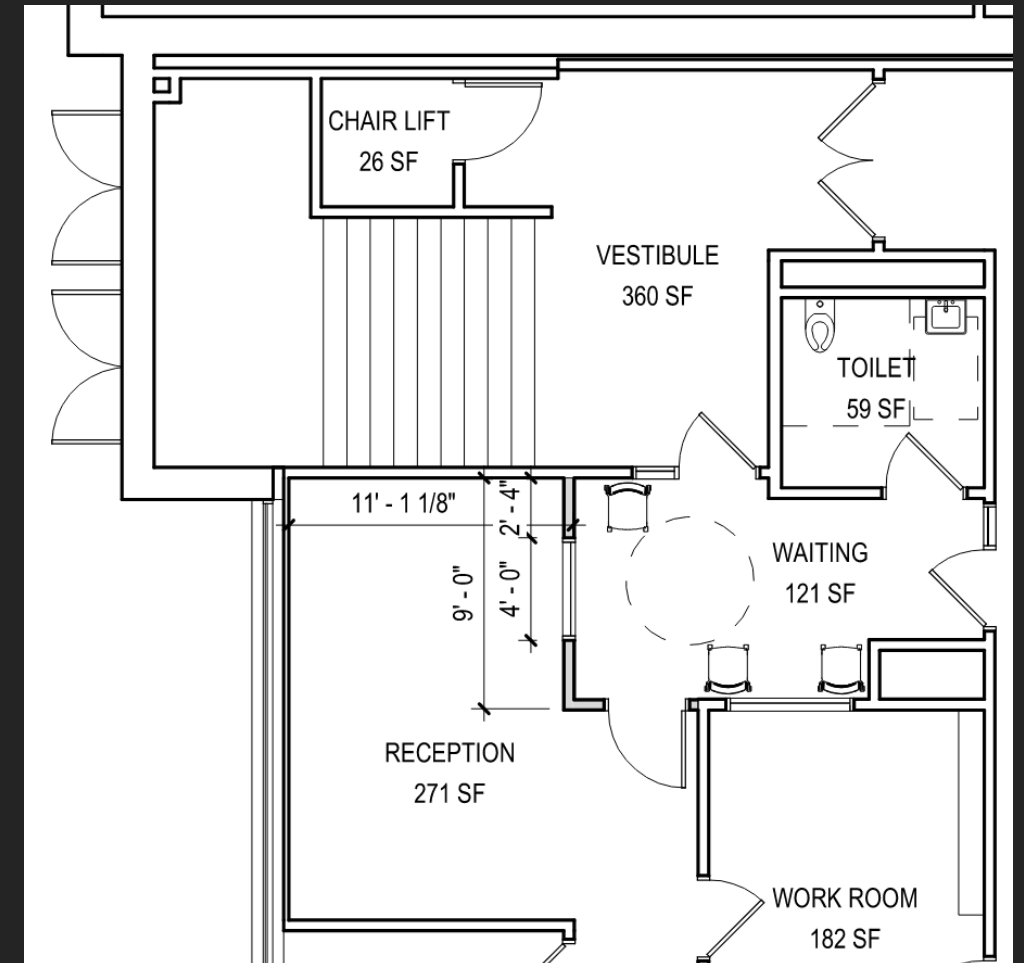 CHAIR LIFT
26 SF
VESTIBULE
360 SF
TOILET
59 SF
11' - 1 1/8"
2' - 4"
9' - 0"
4' - 0"
WAITING
121 SF
RECEPTION
271 SF
WORK ROOM
182 SF